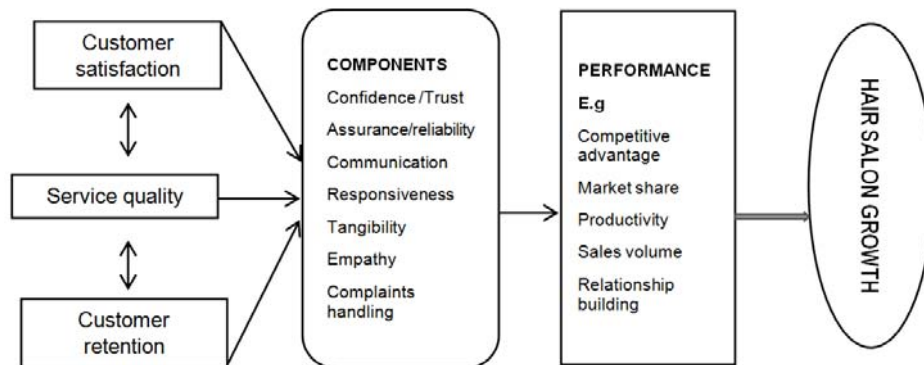 Customer
satisfaction
Service quality
Customer
retention
COMPONENTS
Confidence/Trust
Assurance/reliability
Communication
Responsiveness
Tangibility
Empathy
Complaints
handling
PERFORMANCE
E.g
Competitive
advantage
Market share
Productivity
Sales volume
Relationship
building
HAIR SALON GROWTH